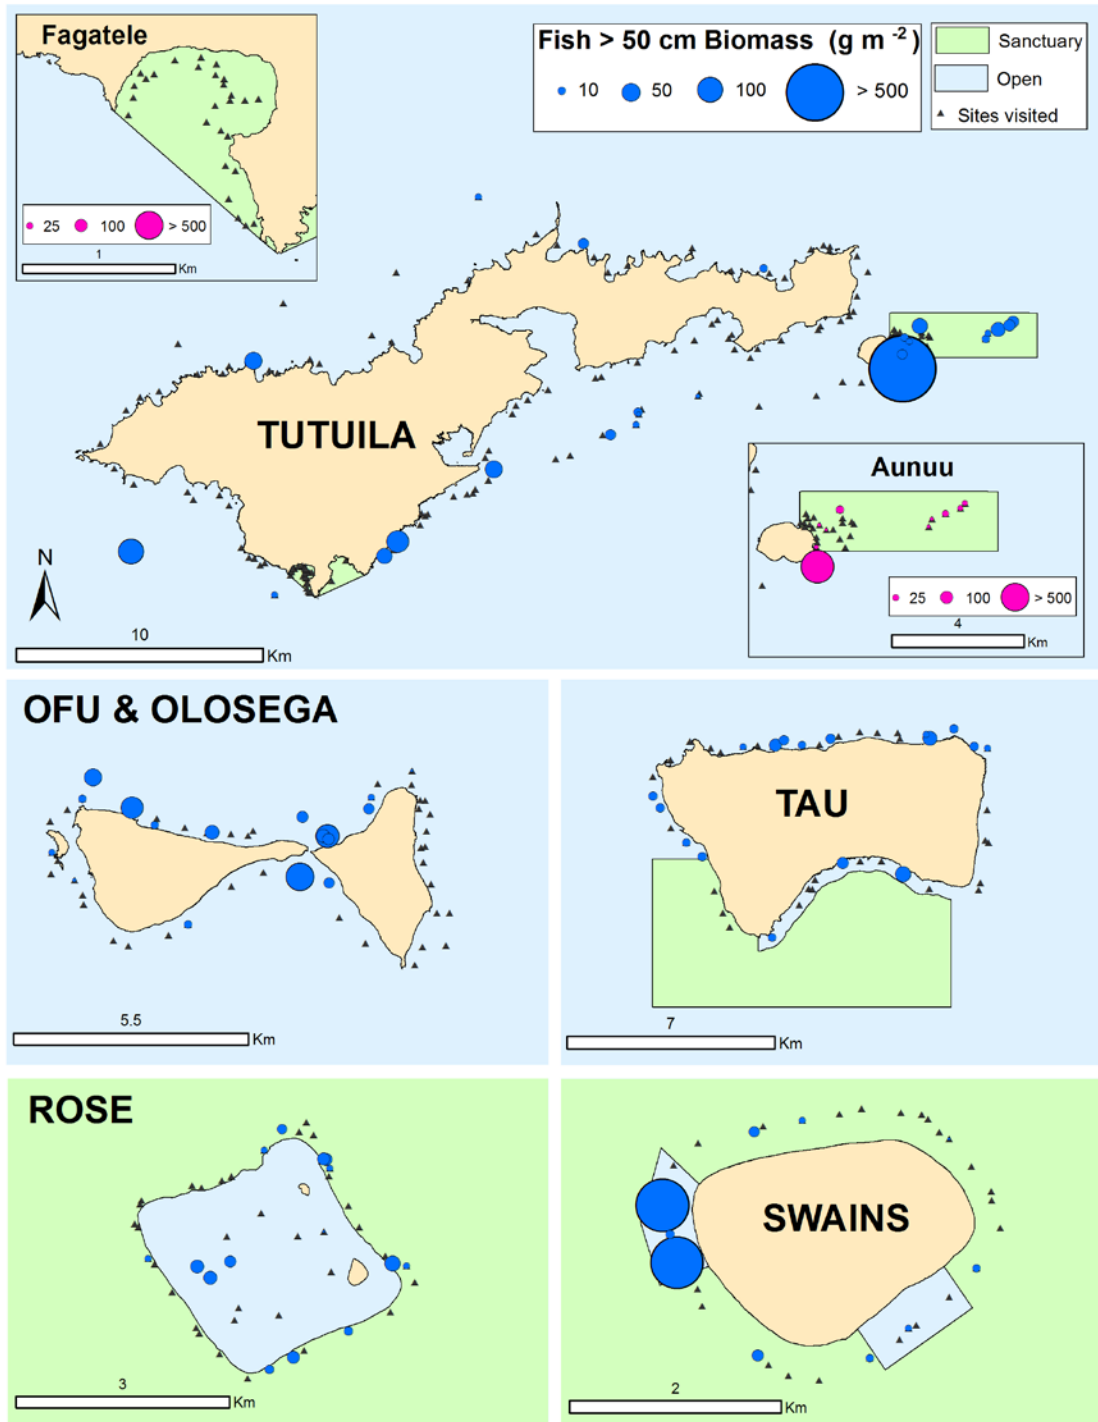 Fagatele
25 100 > 500
1
Km
Fish > 50 cm Biomass (g m -2)
10 50 100 > 500
Sanctuary
Open
Sites visited
TUTUILA
N
10
Km
Aunuu
25 100 > 500
4
Km
OFU & OLOSEGA
5.5
Km
TAU
7
Km
ROSE
3
Km
SWAINS
2
Km